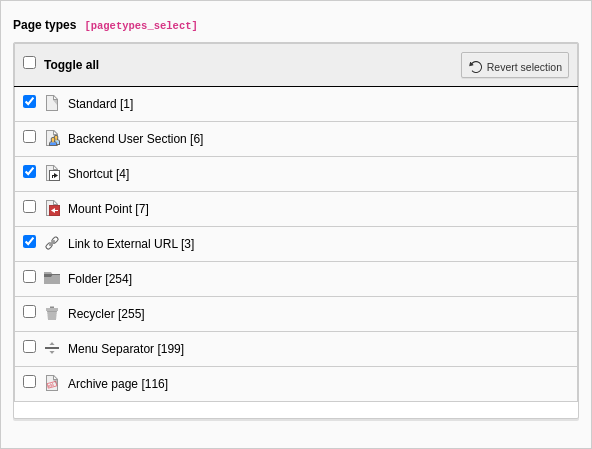 Page types [pagetypes_select]
Toggle all Revert selection
Standard [1]
Backend User Section [6]
Shortcut [4]
Mount Point [7]
Link to External URL [3]
Folder [254]
Recycler [255]
Menu Separator [199]
Archive page [116]